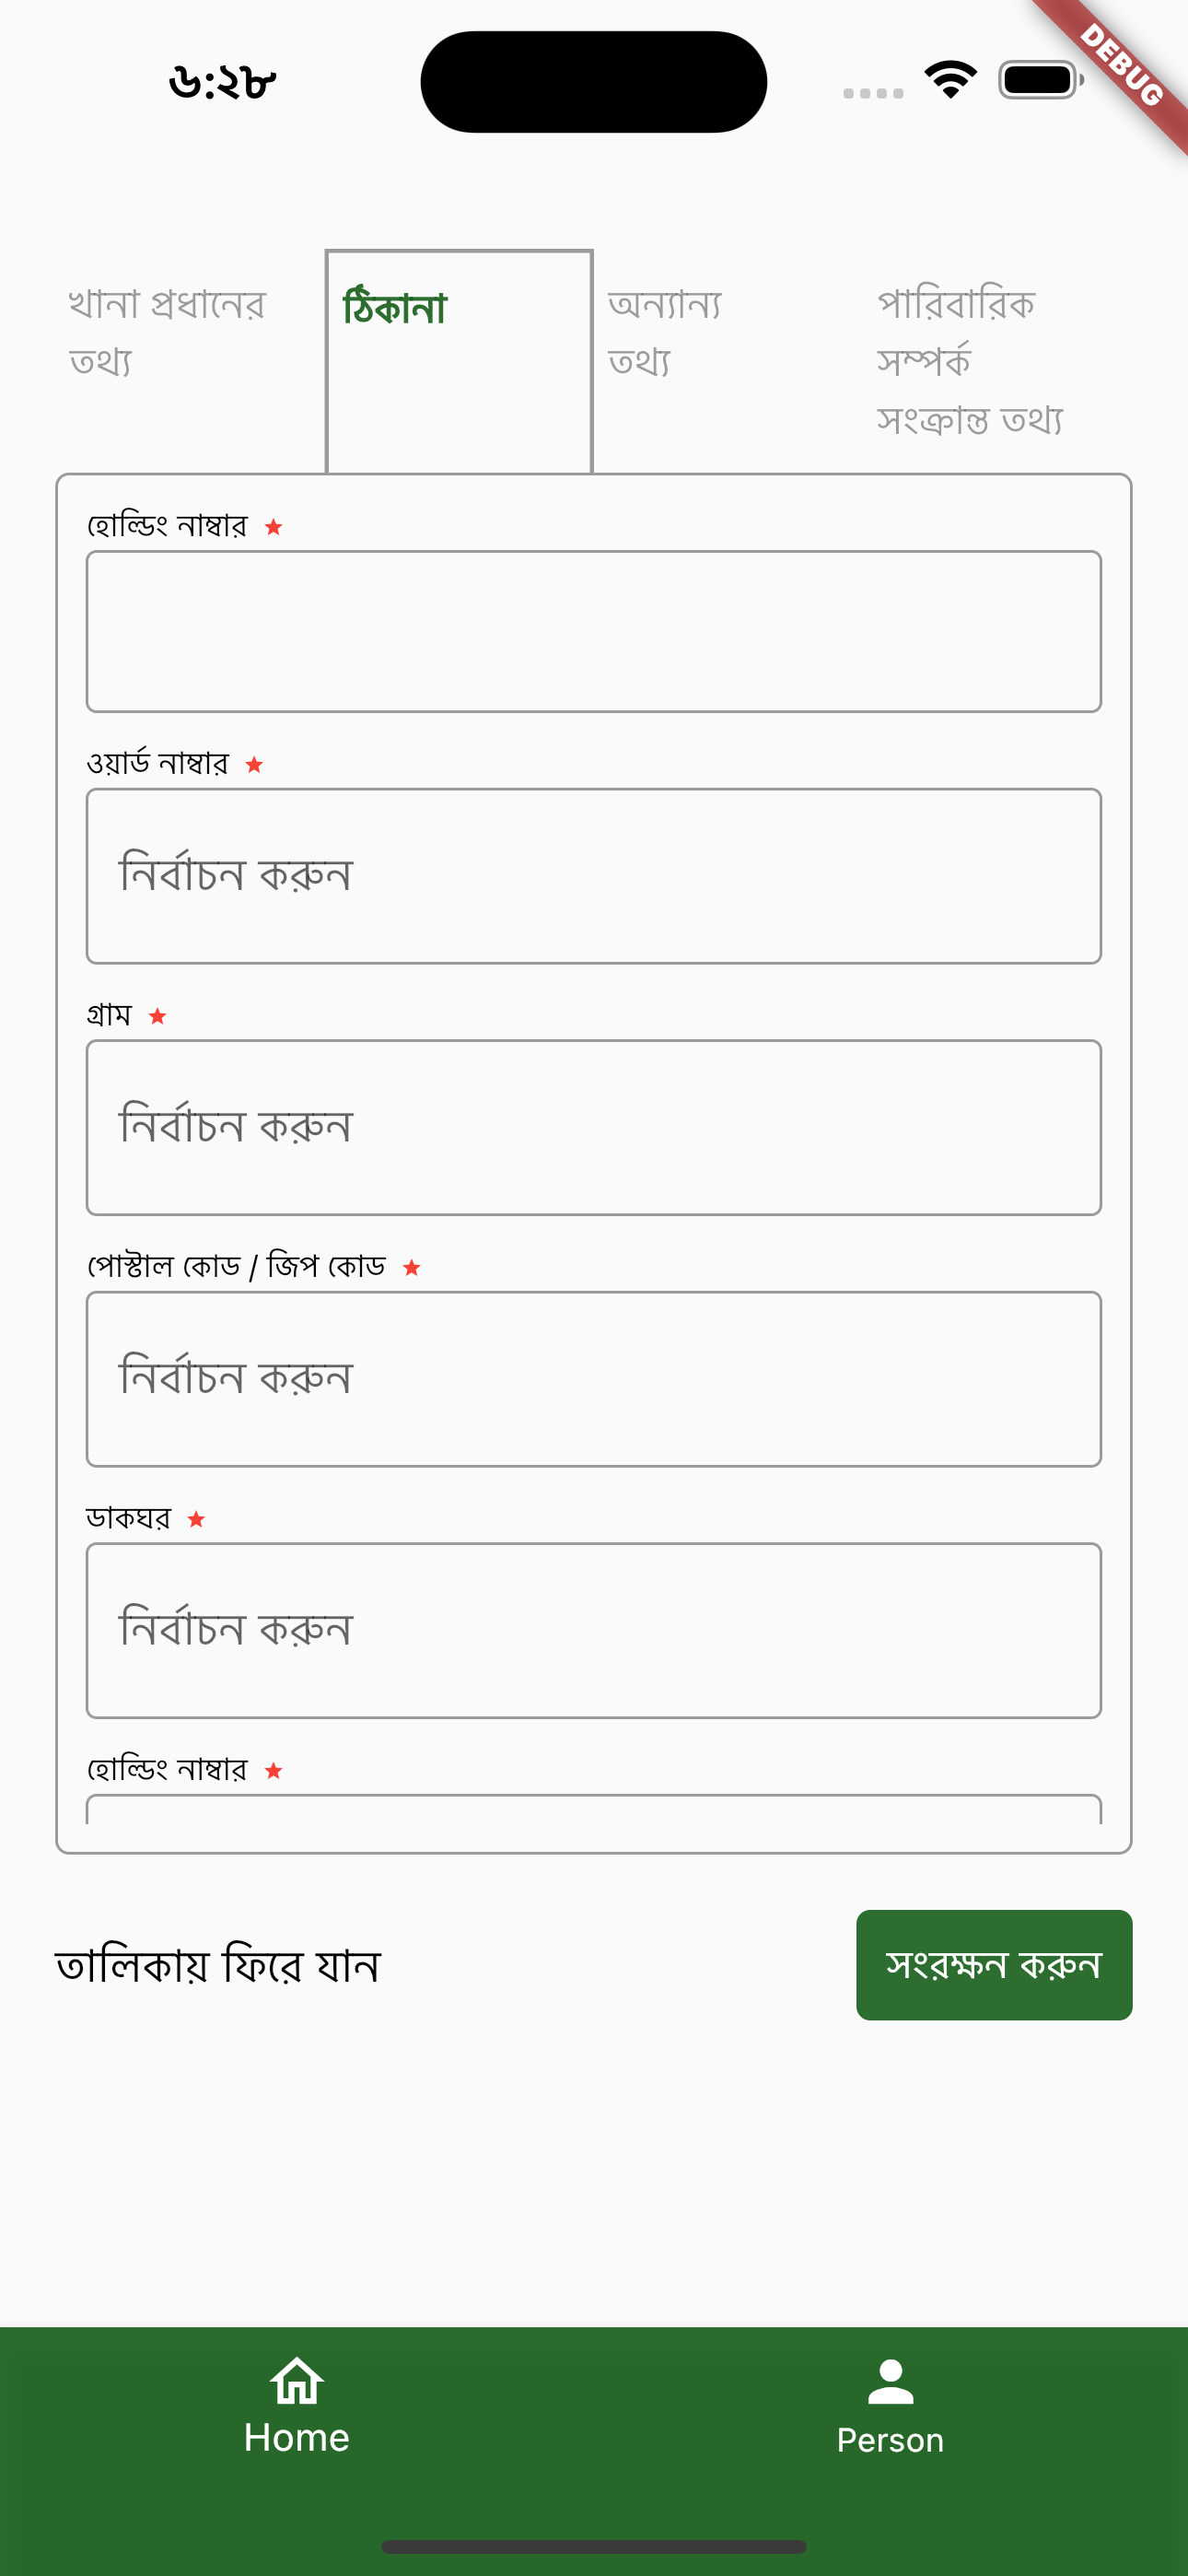 ৬:২৮
DEBUG
খানা প্রধানের
তথ্য
ঠিকানা
অন্যান্য
তথ্য
পারিবারিক
সম্পর্ক
সংক্রান্ত তথ্য
হোল্ডিং নাম্বার
ওয়ার্ড নাম্বার
নির্বাচন করুন
গ্রাম
নির্বাচন করুন
পোস্টাল কোড / জিপ কোড
নির্বাচন করুন
ডাকঘর
নির্বাচন করুন
হোল্ডিং নাম্বার
তালিকায় ফিরে যান
সংরক্ষন করুন
Home
Person